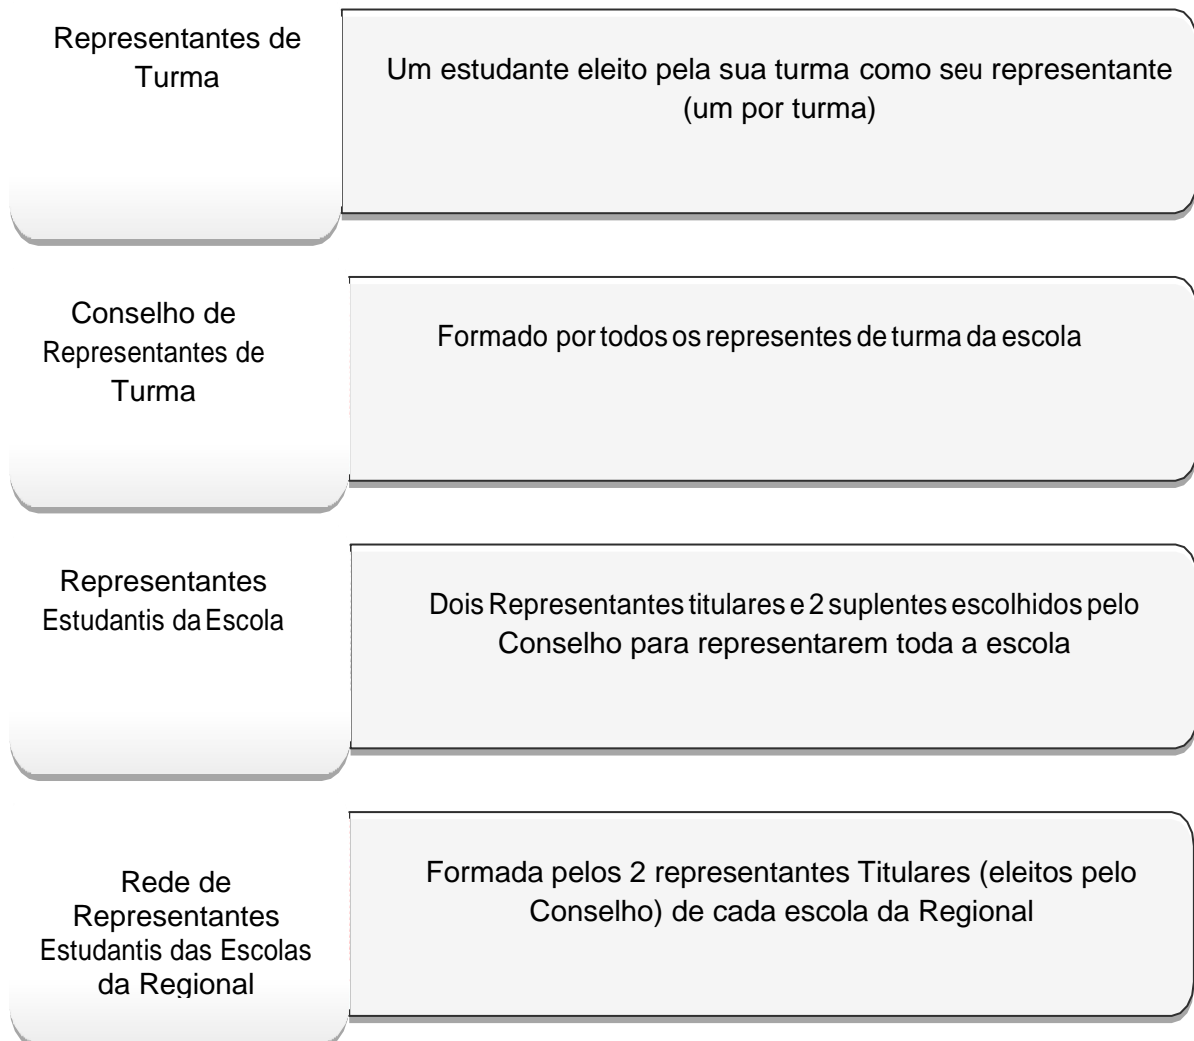 Representantes de
Turma
Um estudante eleito pela sua turma como seu representante
(um por turma)
Conselho de
Representantes de
Turma
Formado por todos os represententes de turma da escola
Representantes
Estudantis da Escola
Dois Representantes titulares e 2 suplentes escolhidos pelo
Conselho para representarem toda a escola
Rede de
Representantes
Estudantis das Escolas
da Regional
Formada pelos 2 representantes Titulares (eleitos pelo
Conselho) de cada escola da Regional